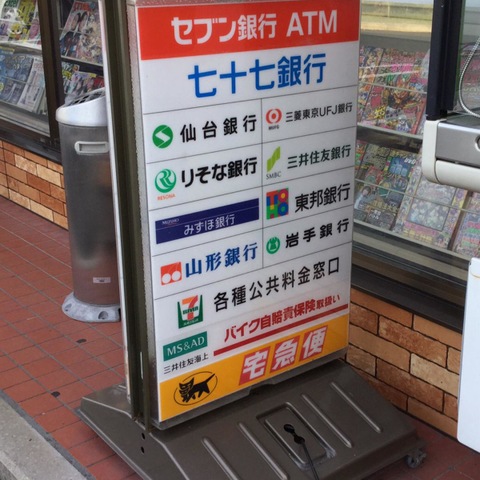 セブン銀行 ATM
七十七銀行
仙台銀行
三菱東京UFJ銀行
MUFG
りそな銀行
RESONA
三井住友銀行
SMBC
MIZUHO
みずほ銀行
東邦銀行
山形銀行
岩手銀行
各種公共料金窓口
MS&AD
三井住友海上
バイク自賠責保険取扱い
宅急便